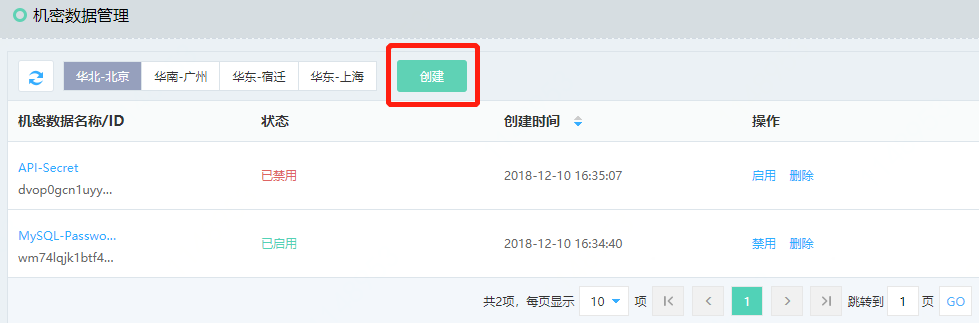 机密数据管理
华北-北京 华南-广州 华东-宿迁 华东-上海 创建
机密数据名称/ID 状态 创建时间 操作
API-Secret
dvop0gcn1uyy... 已禁用 2018-12-10 16:35:07 启用 删除
MySQL-Passwo...
wm74lqjk1btf4... 已启用 2018-12-10 16:34:40 禁用 删除
共2项，每页显示 10 项 1 跳转到 1 页 GO